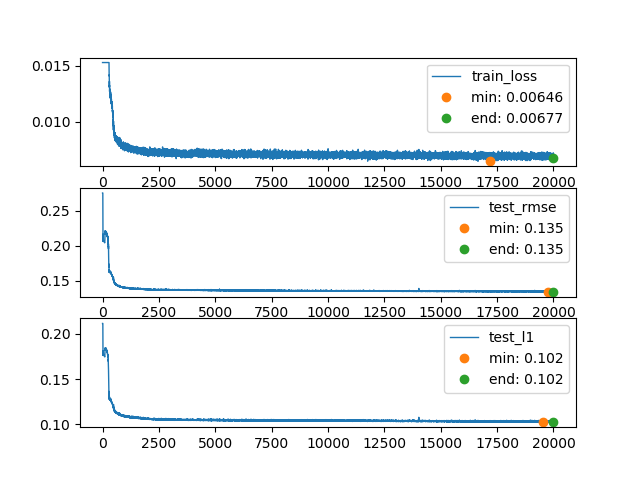 0.015
0.010
train_loss
min: 0.00646
end: 0.00677
0 2500 5000 7500 10000 12500 15000 17500 20000
0.25
0.20
0.15
test_rmse
min: 0.135
end: 0.135
0 2500 5000 7500 10000 12500 15000 17500 20000
0.20
0.15
0.10
test_l1
min: 0.102
end: 0.102
0 2500 5000 7500 10000 12500 15000 17500 20000